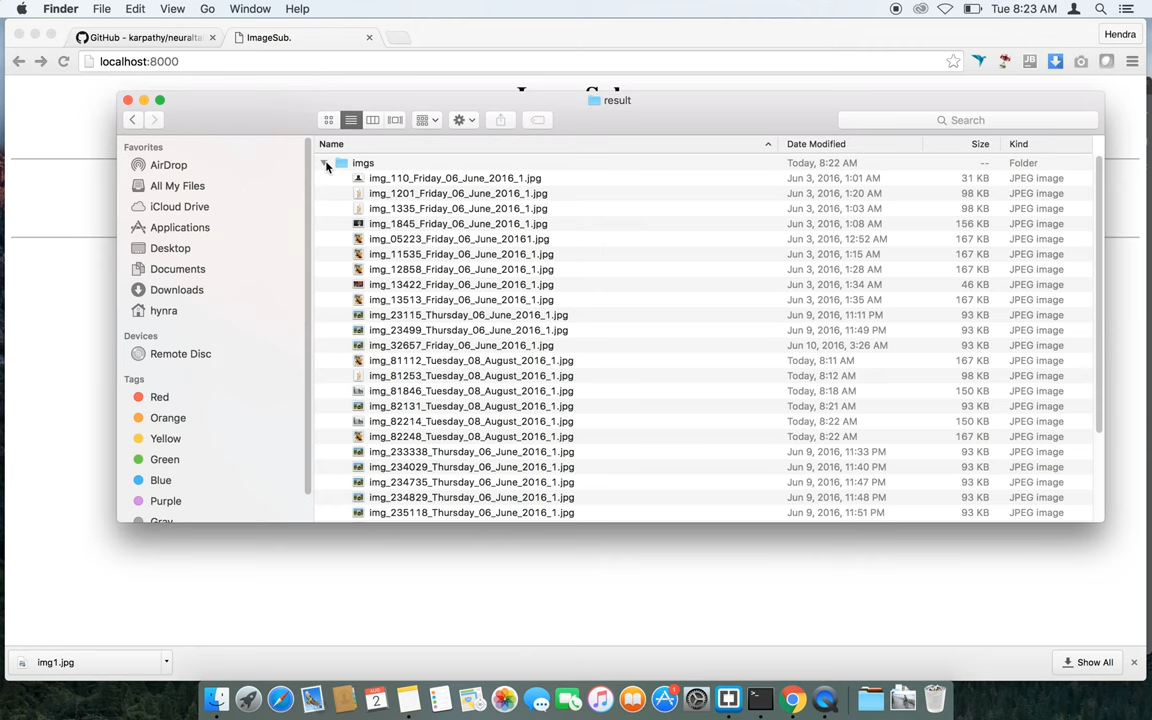 Finder File Edit View Go Window Help Tue 8:23 AM
GitHub - karpathy/neuralta ImageSub. Hendra
localhost:8000
result
Search
Favorites
AirDrop
All My Files
iCloud Drive
Applications
Desktop
Documents
Downloads
hynra
Devices
Remote Disc
Tags
Red
Orange
Yellow
Green
Blue
Purple
Gray
Name Date Modified Size Kind
imgs Today, 8:22 AM -- Folder
img_110_Friday_06_June_2016_1.jpg Jun 3, 2016, 1:01 AM 31 KB JPEG image
img_1201_Friday_06_June_2016_1.jpg Jun 3, 2016, 1:20 AM 98 KB JPEG image
img_1335_Friday_06_June_2016_1.jpg Jun 3, 2016, 1:03 AM 98 KB JPEG image
img_1845_Friday_06_June_2016_1.jpg Jun 3, 2016, 1:08 AM 156 KB JPEG image
img_05223_Friday_06_June_20161.jpg Jun 3, 2016, 12:52 AM 167 KB JPEG image
img_11535_Friday_06_June_2016_1.jpg Jun 3, 2016, 1:15 AM 167 KB JPEG image
img_12858_Friday_06_June_2016_1.jpg Jun 3, 2016, 1:28 AM 167 KB JPEG image
img_13422_Friday_06_June_2016_1.jpg Jun 3, 2016, 1:34 AM 46 KB JPEG image
img_13513_Friday_06_June_2016_1.jpg Jun 3, 2016, 1:35 AM 167 KB JPEG image
img_23115_Thursday_06_June_2016_1.jpg Jun 9, 2016, 11:11 PM 93 KB JPEG image
img_23499_Thursday_06_June_2016_1.jpg Jun 9, 2016, 11:49 PM 93 KB JPEG image
img_32657_Friday_06_June_2016_1.jpg Jun 10, 2016, 3:26 AM 93 KB JPEG image
img_81112_Tuesday_08_August_2016_1.jpg Today, 8:11 AM 167 KB JPEG image
img_81253_Tuesday_08_August_2016_1.jpg Today, 8:12 AM 98 KB JPEG image
img_81846_Tuesday_08_August_2016_1.jpg Today, 8:18 AM 150 KB JPEG image
img_82131_Tuesday_08_August_2016_1.jpg Today, 8:21 AM 93 KB JPEG image
img_82214_Tuesday_08_August_2016_1.jpg Today, 8:22 AM 150 KB JPEG image
img_82248_Tuesday_08_August_2016_1.jpg Today, 8:22 AM 167 KB JPEG image
img_233338_Thursday_06_June_2016_1.jpg Jun 9, 2016, 11:33 PM 93 KB JPEG image
img_234029_Thursday_06_June_2016_1.jpg Jun 9, 2016, 11:40 PM 93 KB JPEG image
img_234735_Thursday_06_June_2016_1.jpg Jun 9, 2016, 11:47 PM 93 KB JPEG image
img_234829_Thursday_06_June_2016_1.jpg Jun 9, 2016, 11:48 PM 93 KB JPEG image
img_235118_Thursday_06_June_2016_1.jpg Jun 9, 2016, 11:51 PM 93 KB JPEG image
img1.jpg Show All